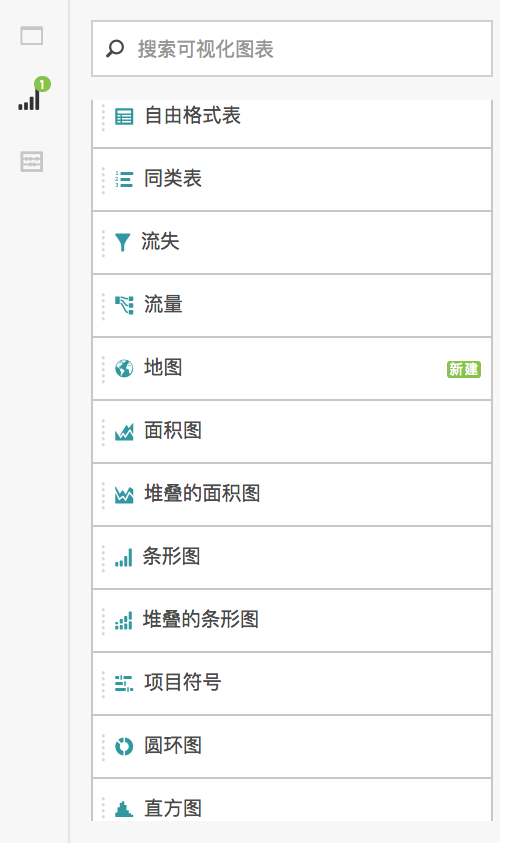 1
搜索可视化图表
自由格式表
同类表
流失
流量
地图
新建
面积图
堆叠的面积图
条形图
堆叠的条形图
项目符号
圆环图
直方图